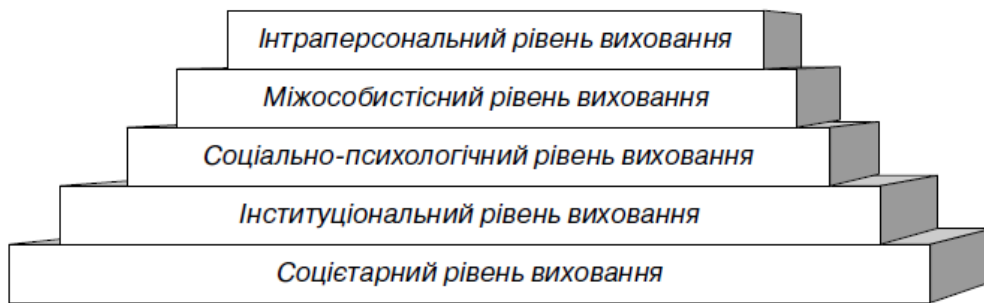 Інтраперсональний рівень виховання
Міжособистісний рівень виховання
Соціально-психологічний рівень виховання
Інституціональний рівень виховання
Соцієтарний рівень виховання